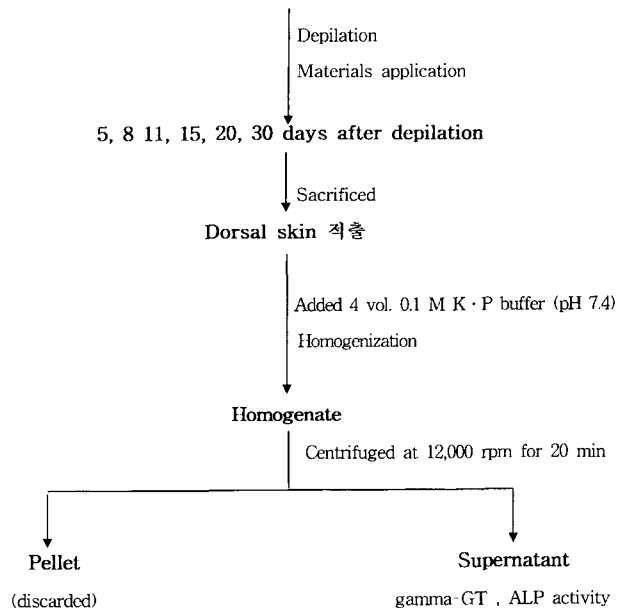 Depilation
Materials application
5, 8 11, 15, 20, 30 days after depilation
Sacrificed
Dorsal skin 적출
Added 4 vol. 0.1 M K · P buffer (pH 7.4)
Homogenization
Homogenate
Centrifuged at 12,000 rpm for 20 min
Pellet
Supernatant
(discarded)
gamma-GT , ALP activity